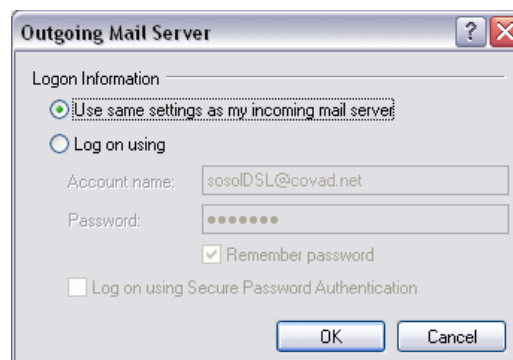 Outgoing Mail Server
Logon Information
Use same settings as my incoming mail server
Log on using
Account name: sosolDSL@covad.net
Password: •••••••
Remember password
Log on using Secure Password Authentication
OK Cancel